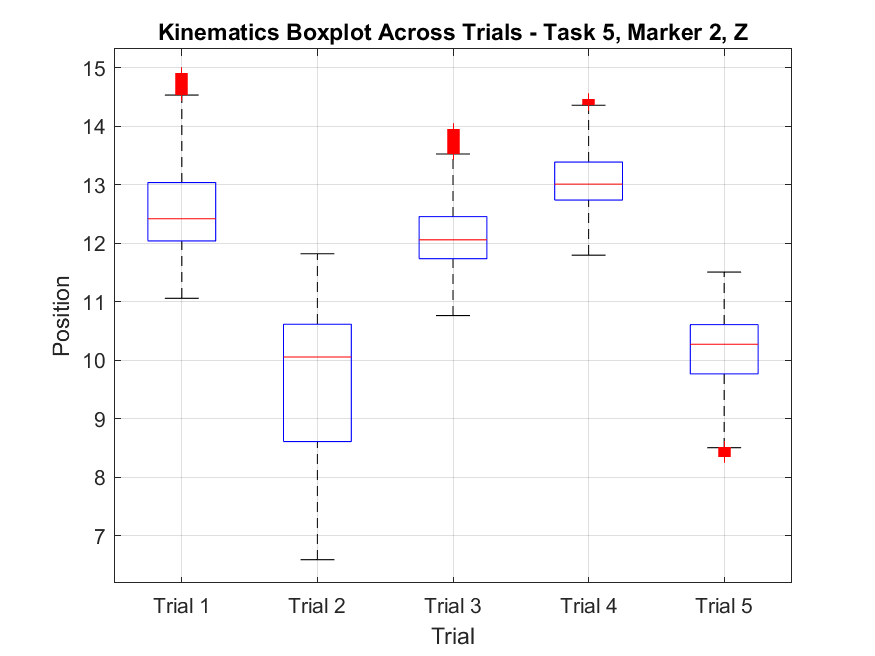 Kinematics Boxplot Across Trials - Task 5, Marker 2, Z
15
14
13
12
11
10
9
8
7
Position
Trial 1 Trial 2 Trial 3 Trial 4 Trial 5
Trial